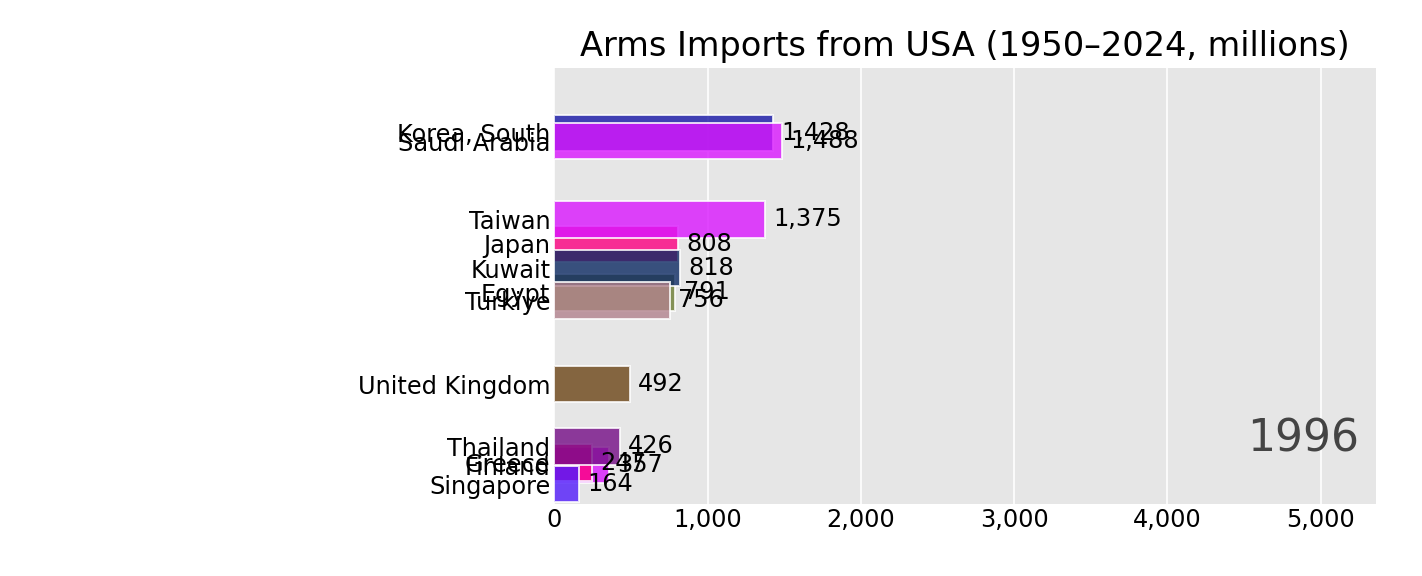 Arms Imports from USA (1950–2024, millions)
Korea, South 1,428
Saudi Arabia 1,488
Taiwan 1,375
Japan 808
Kuwait 818
Egypt 791
Türkiye 756
United Kingdom 492
1996
Thailand 426
Greece 247
Finland 357
Singapore 164
0 1,000 2,000 3,000 4,000 5,000